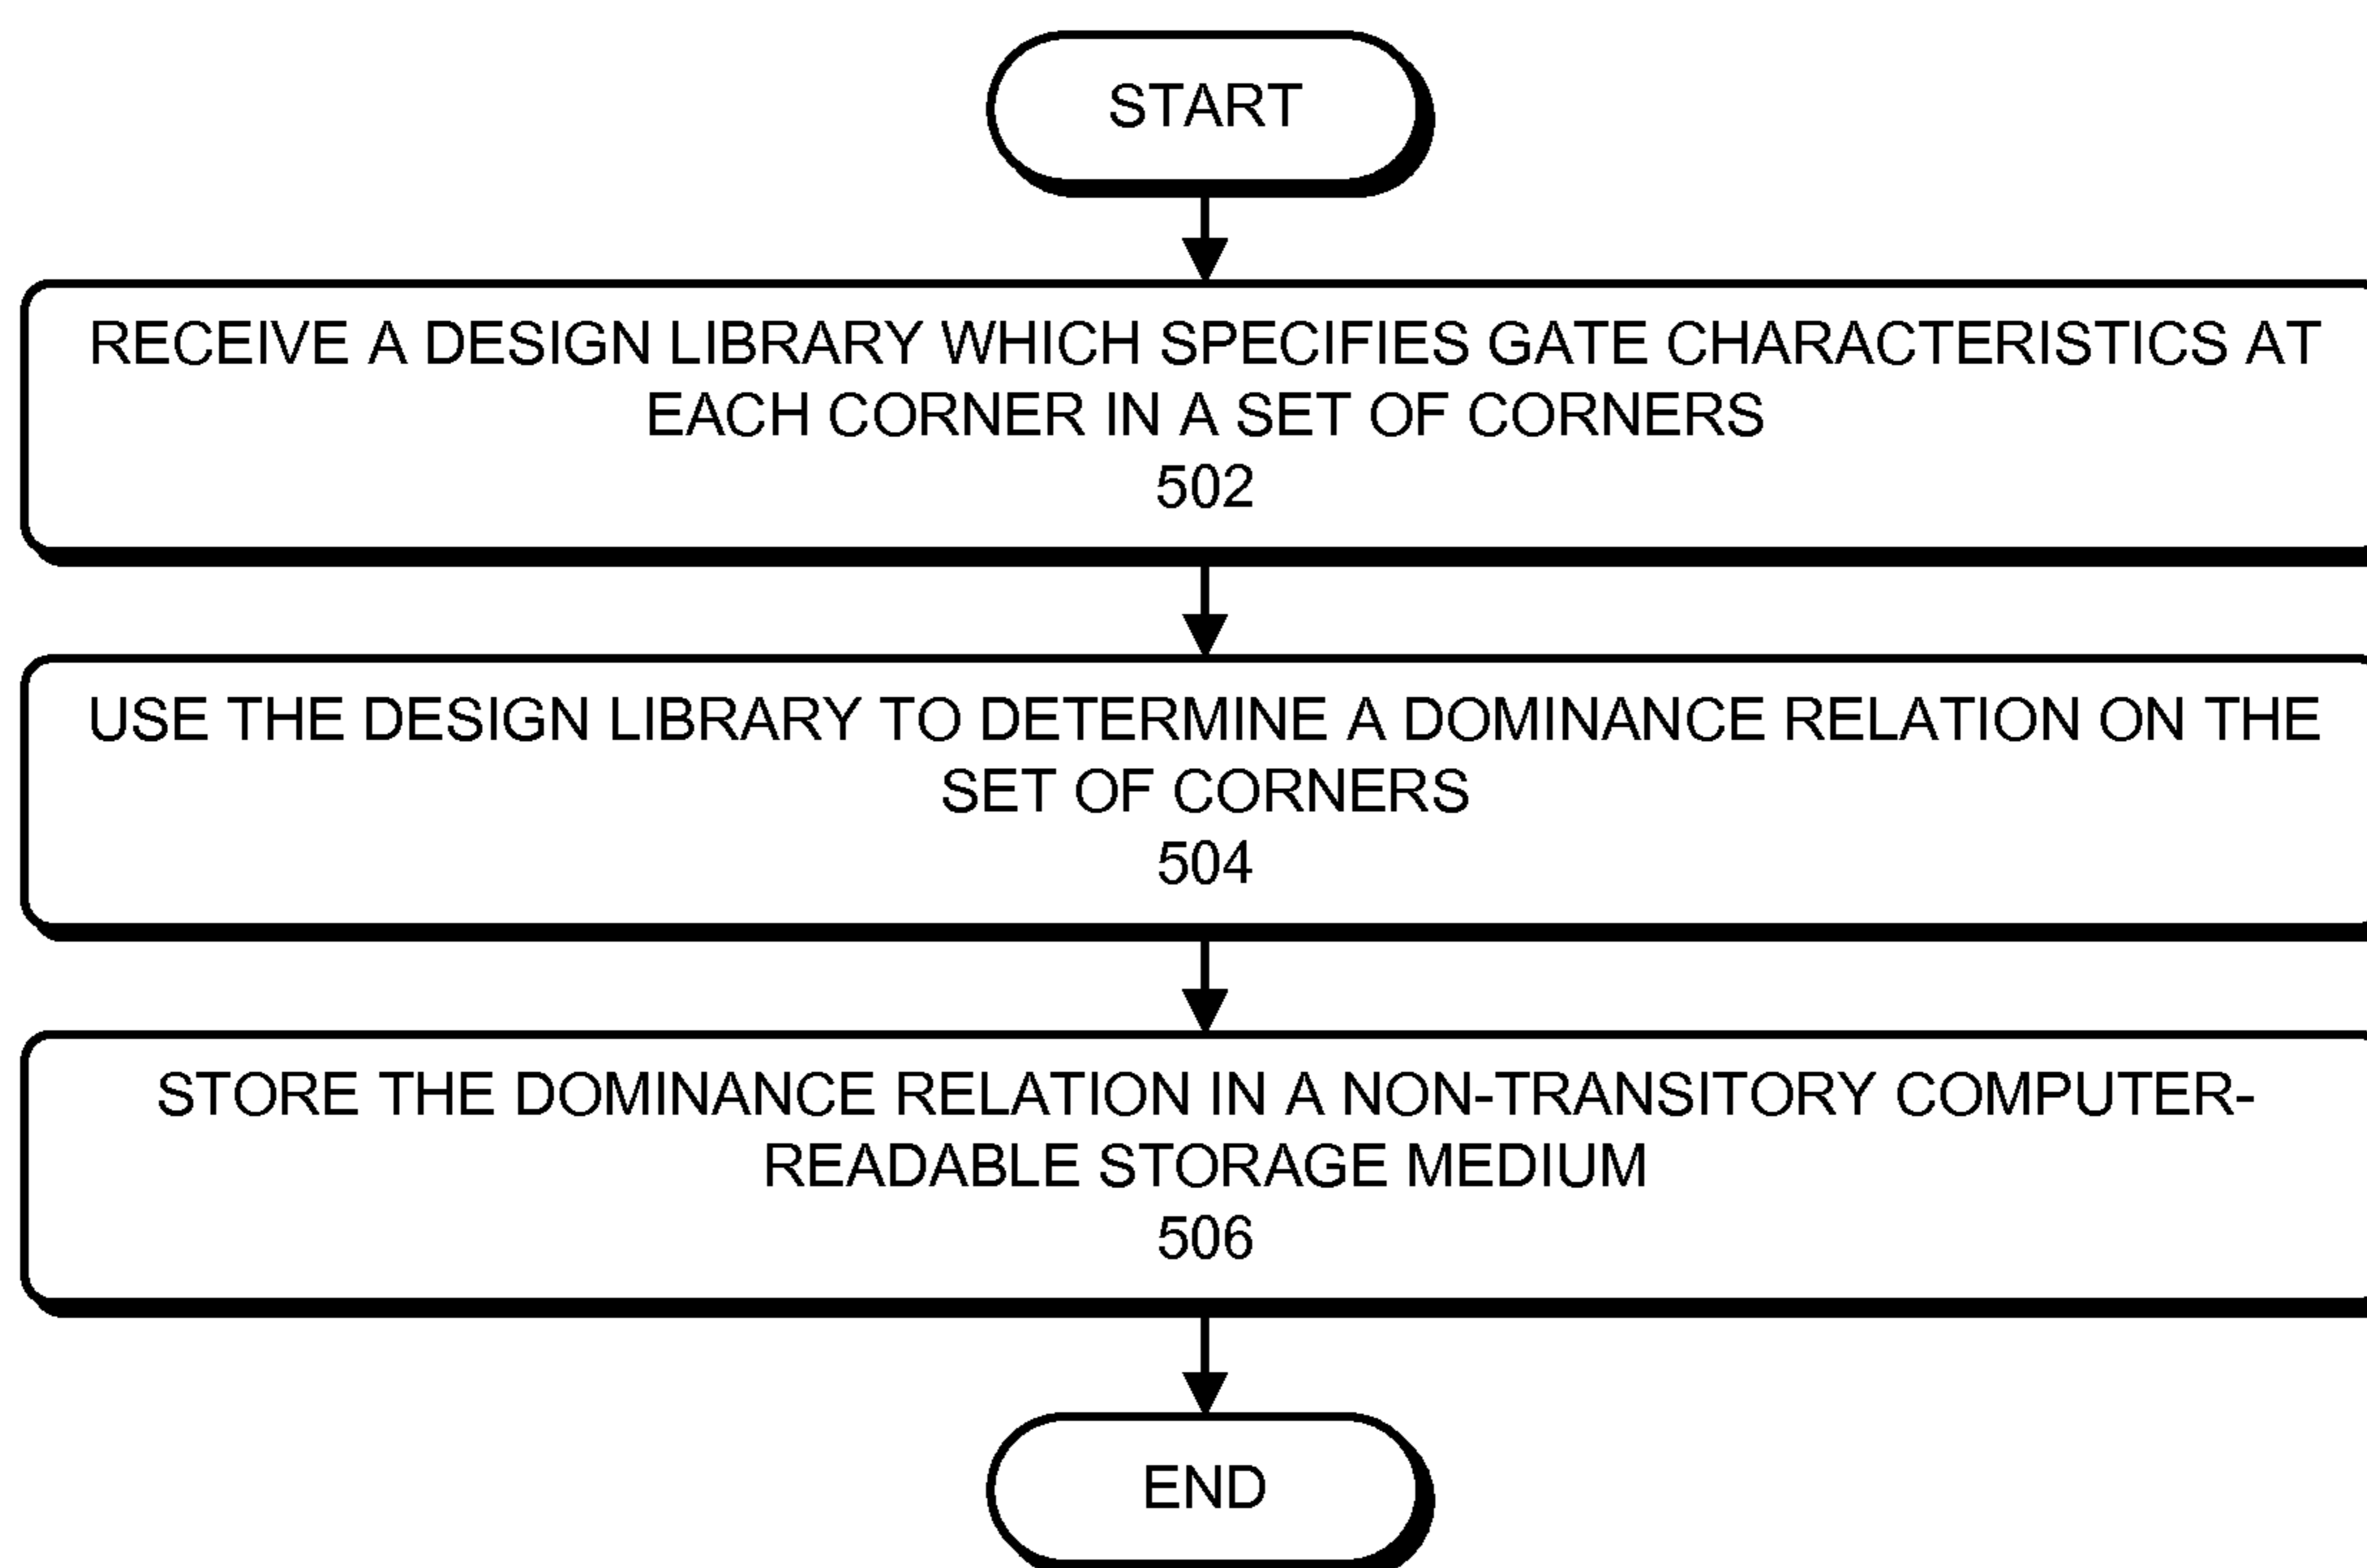 START
RECEIVE A DESIGN LIBRARY WHICH SPECIFIES GATE CHARACTERISTICS AT
EACH CORNER IN A SET OF CORNERS
502
USE THE DESIGN LIBRARY TO DETERMINE A DOMINANCE RELATION ON THE
SET OF CORNERS
504
STORE THE DOMINANCE RELATION IN A NON-TRANSITORY COMPUTER-
READABLE STORAGE MEDIUM
506
END